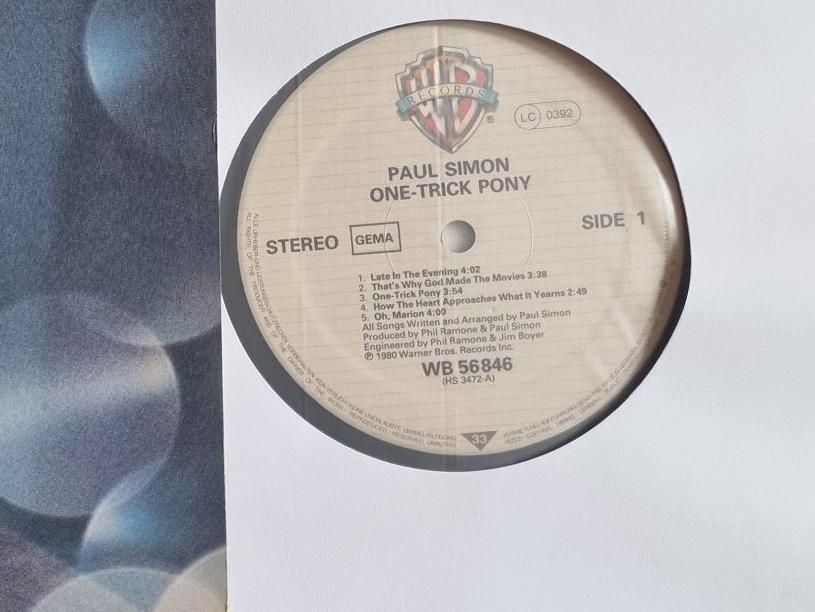 W B
RECORDS
®
LC 0392
PAUL SIMON
ONE-TRICK PONY
STEREO GEMA
SIDE 1
1. Late In The Evening 4:02
2. That's Why God Made The Movies 3:38
3. One-Trick Pony 3:54
4. How The Heart Approaches What It Yearns 2:49
5. Oh, Marion 4:00
All Songs Written and Arranged by Paul Simon
Produced by Phil Ramone & Paul Simon
Engineered by Phil Ramone & Jim Boyer
℗ 1980 Warner Bros. Records Inc.
WB 56 846
(HS 3472-A)
33